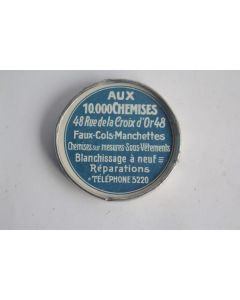 AUX
10.000 CHEMISES
48 Rue de la Croix d'Or 48
Faux-Cols-Manchettes
Chemises sur mesures-Sous-Vêtements
Blanchissage à neuf =
Réparations
TÉLÉPHONE 5220